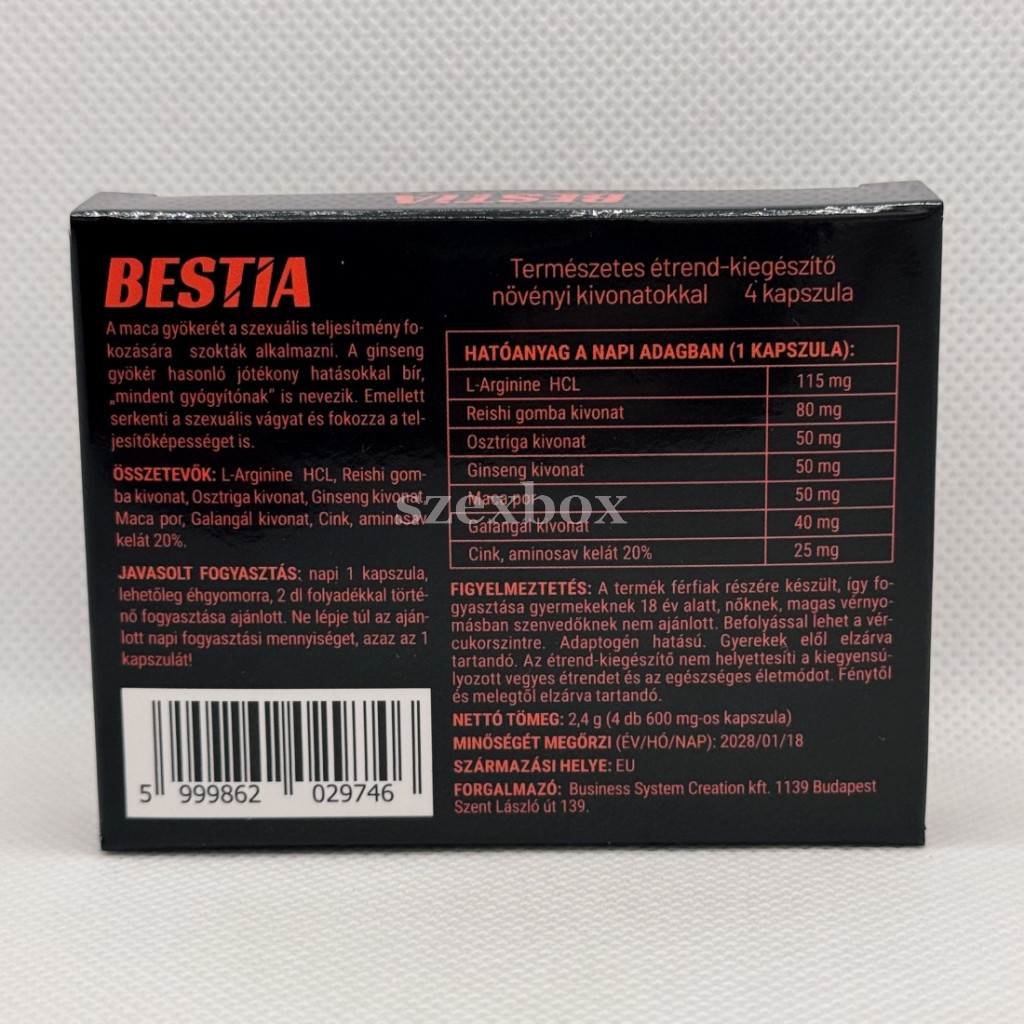 BESTIA
BESTIA
A maca gyökerét a szexuális teljesítmény fo-
kozására szokták alkalmazni. A ginseng
gyökér hasonló jótékony hatásokkal bír,
„mindent gyógyítónak" is nevezik. Emellett
serkenti a szexuális vágyat és fokozza a tel-
jesítőképességet is.
ÖSSZETEVŐK: L-Arginine HCL, Reishi gom-
ba kivonat, Osztriga kivonat, Ginseng kivonat,
Maca por, Galangál kivonat, Cink, aminosav
kelát 20%.
JAVASOLT FOGYASZTÁS: napi 1 kapszula,
lehetőleg éhgyomorra, 2 dl folyadékkal törté-
nő fogyasztása ajánlott. Ne lépje túl az aján-
lott napi fogyasztási mennyiséget, azaz az 1
kapszulát!
5 999862 029746
Természetes étrend-kiegészítő
növényi kivonatokkal 4 kapszula
HATÓANYAG A NAPI ADAGBAN (1 KAPSZULA):
L-Arginine HCL 115 mg
Reishi gomba kivonat 80 mg
Osztriga kivonat 50 mg
Ginseng kivonat 50 mg
Maca por 50 mg
Galangál kivonat 40 mg
Cink, aminosav kelát 20% 25 mg
FIGYELMEZTETÉS: A termék férfiak részére készült, így fo-
gyasztása gyermekeknek 18 év alatt, nőknek, magas vérnyo-
másban szenvedőknek nem ajánlott. Befolyással lehet a vér-
cukorszintre. Adaptogén hatású. Gyerekek elől elzárva
tartandó. Az étrend-kiegészítő nem helyettesíti a kiegyensú-
lyozott vegyes étrendet és az egészséges életmódot. Fénytől
és melegtől elzárva tartandó.
NETTÓ TÖMEG: 2,4 g (4 db 600 mg-os kapszula)
MINŐSÉGÉT MEGŐRZI (ÉV/HÓ/NAP): 2028/01/18
SZÁRMAZÁSI HELYE: EU
FORGALMAZÓ: Business System Creation kft. 1139 Budapest
Szent László út 139.
szexbox